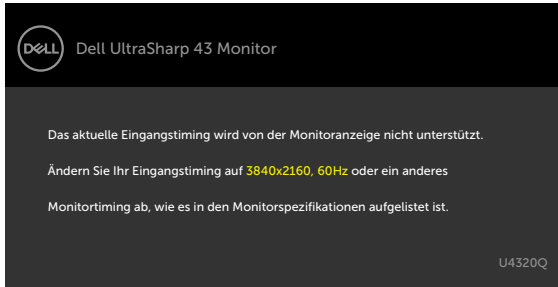 DELL
Dell UltraSharp 43 Monitor
Das aktuelle Eingangstiming wird von der Monitoranzeige nicht unterstützt.
Ändern Sie Ihr Eingangstiming auf 3840x2160, 60Hz oder ein anderes
Monitortiming ab, wie es in den Monitorspezifikationen aufgelistet ist.
U4320Q